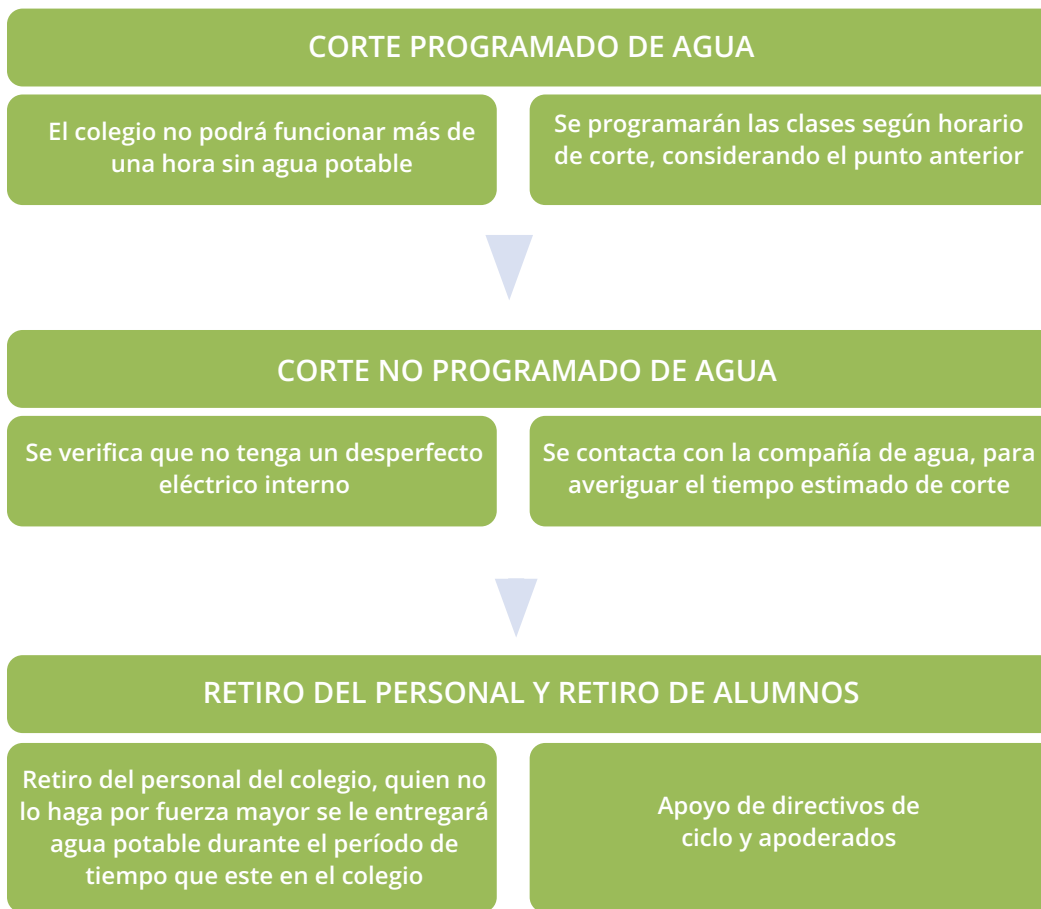 CORTE PROGRAMADO DE AGUA
El colegio no podrá funcionar más de
una hora sin agua potable
Se programarán las clases según horario
de corte, considerando el punto anterior
CORTE NO PROGRAMADO DE AGUA
Se verifica que no tenga un desperfecto
eléctrico interno
Se contacta con la compañía de agua, para
averiguar el tiempo estimado de corte
RETIRO DEL PERSONAL Y RETIRO DE ALUMNOS
Retiro del personal del colegio, quien no
lo haga por fuerza mayor se le entregará
agua potable durante el período de
tiempo que este en el colegio
Apoyo de directivos de
ciclo y apoderados